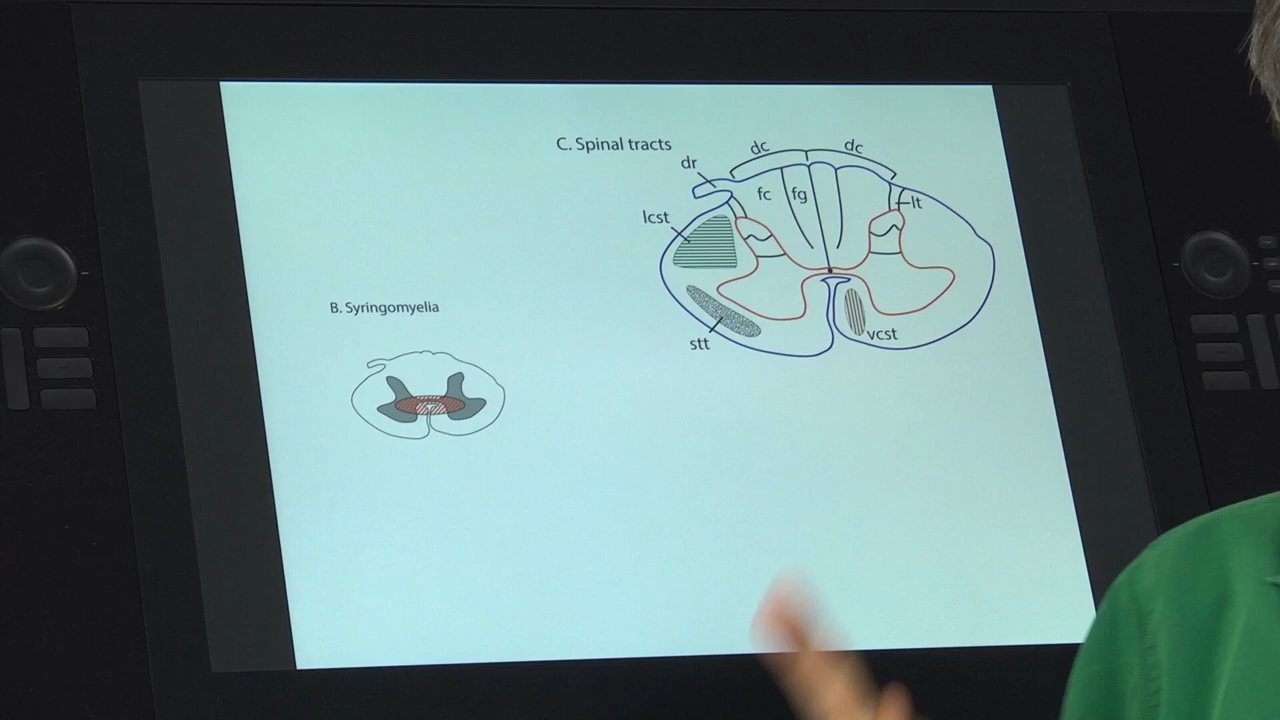 C. Spinal tracts
dc
dc
dr
fc
fg
lt
lcst
B. Syringomyelia
stt
vcst